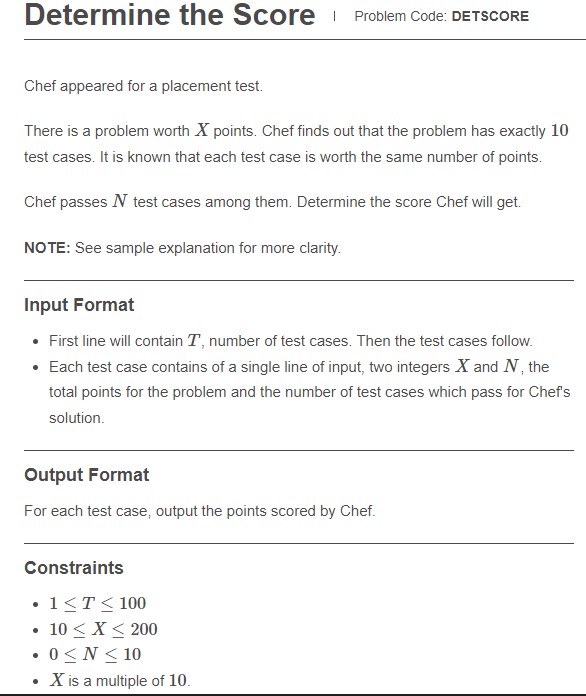 Determine the Score | Problem Code: DETSCORE
Chef appeared for a placement test.
There is a problem worth X points. Chef finds out that the problem has exactly 10
test cases. It is known that each test case is worth the same number of points.
Chef passes N test cases among them. Determine the score Chef will get.
NOTE: See sample explanation for more clarity.
Input Format
• First line will contain T, number of test cases. Then the test cases follow.
• Each test case contains of a single line of input, two integers X and N, the
total points for the problem and the number of test cases which pass for Chef's
solution.
Output Format
For each test case, output the points scored by Chef.
Constraints
• 1 ≤ T ≤ 100
• 10 ≤ X ≤ 200
• 0 ≤ N ≤ 10
• X is a multiple of 10.